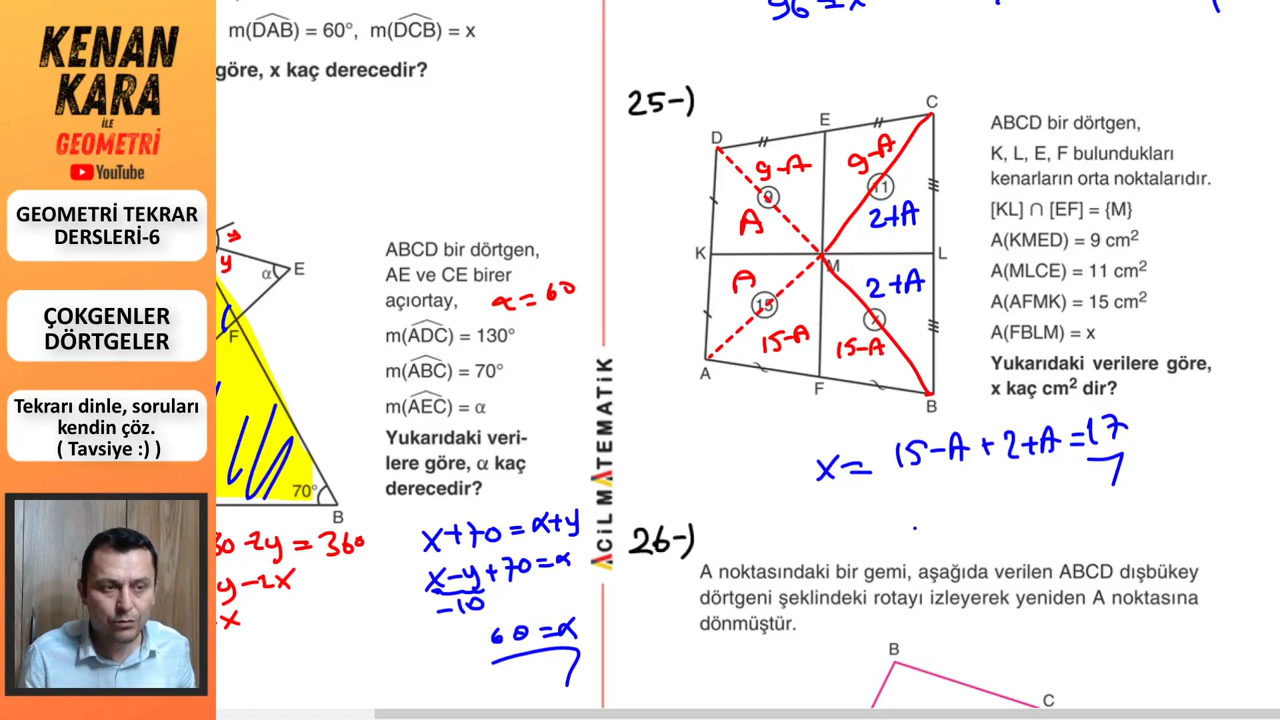 KENAN
KARA
İLE
GEOMETRİ
YouTube
GEOMETRİ TEKRAR
DERSLERİ-6
ÇOKGENLER
DÖRTGELER
Tekrarı dinle, soruları
kendin çöz.
( Tavsiye :) )
m(DAB) = 60°, m(DCB) = x
göre, x kaç derecedir?
y
α
E
F
70°
B
ABCD bir dörtgen,
AE ve CE birer
açıortay,
α = 60
m(ADC) = 130°
m(ABC) = 70°
m(AEC) = α
Yukarıdaki veri-
lere göre, α kaç
derecedir?
2y = 360
y - 2x
x
x+70 = α+y
x-y+70 = α
-10
60 = α
ACİL MATEMATİK
25-)
D
E
C
K
L
M
A
F
B
9-A
9-A
9
11
A
2+A
A
2+A
15
15-A
15-A
ABCD bir dörtgen,
K, L, E, F bulundukları
kenarların orta noktalarıdır.
[KL] ∩ [EF] = {M}
A(KMED) = 9 cm²
A(MLCE) = 11 cm²
A(AFMK) = 15 cm²
A(FBLM) = x
Yukarıdaki verilere göre,
x kaç cm² dir?
x = 15-A + 2+A = 17
26-)
A noktasındaki bir gemi, aşağıda verilen ABCD dışbükey
dörtgeni şeklindeki rotayı izleyerek yeniden A noktasına
dönmüştür.
B
C